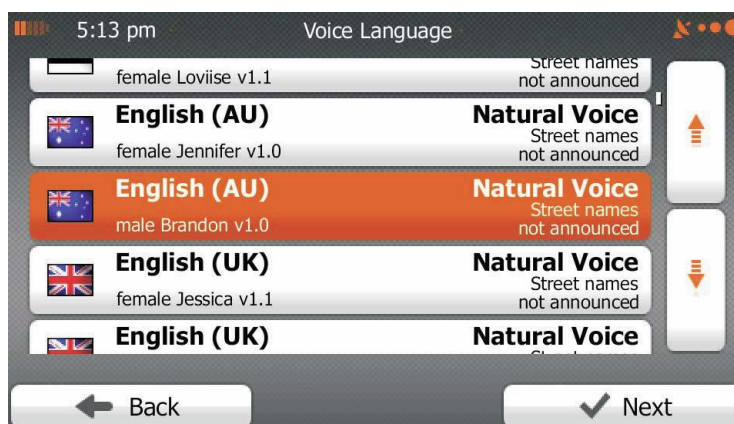 5:13 pm Voice Language
Street names
female Loviise v1.1 not announced
English (AU) Natural Voice
Street names
female Jennifer v1.0 not announced
English (AU) Natural Voice
Street names
male Brandon v1.0 not announced
English (UK) Natural Voice
Street names
female Jessica v1.1 not announced
English (UK) Natural Voice
Back Next